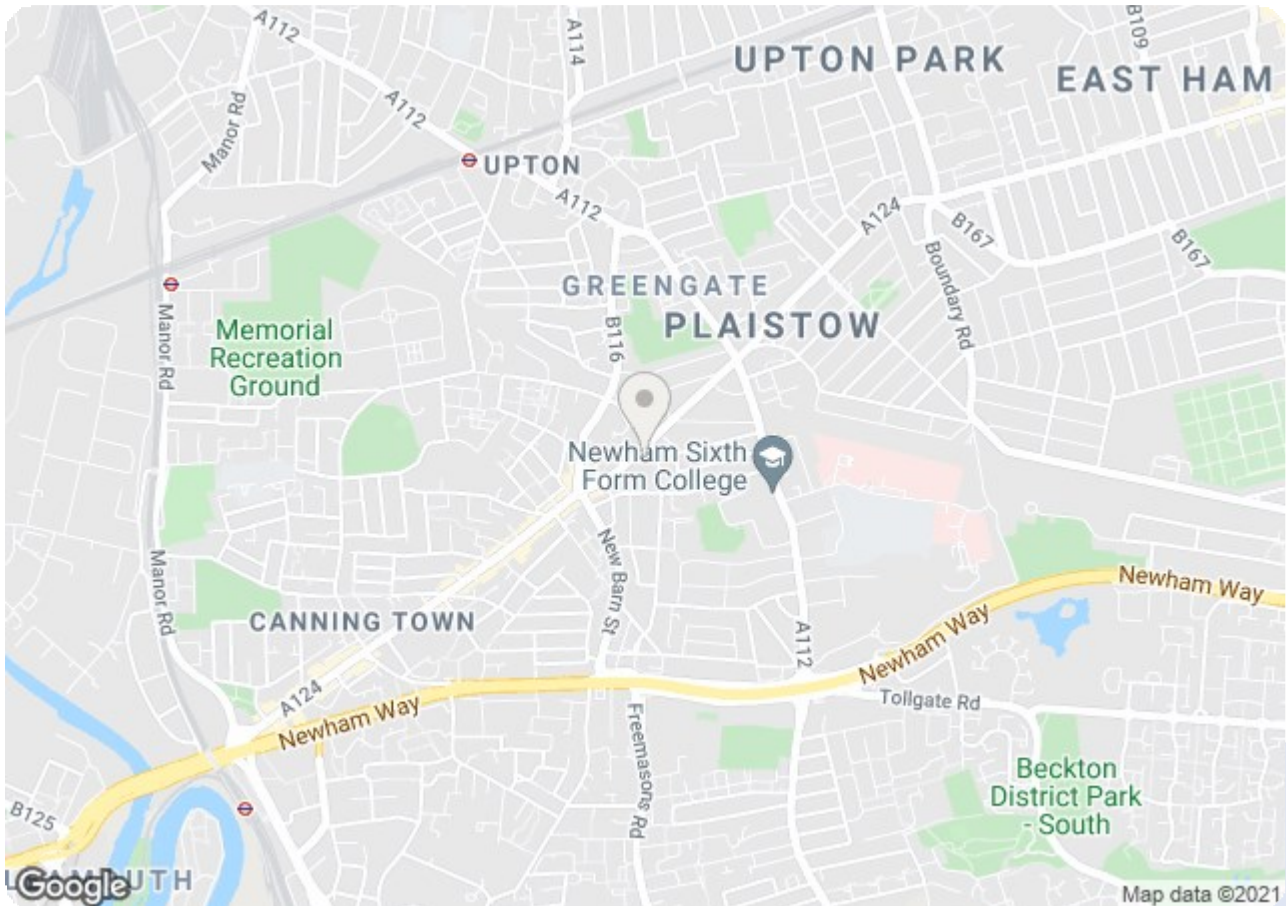 A112
A114
UPTON PARK
B109
EAST HAM
Manor Rd
A112
UPTON
A112
A124
B167
B167
Boundary Rd
GREENGATE
PLAISTOW
Manor Rd
Memorial
Recreation
Ground
B116
Newham Sixth
Form College
Manor Rd
New Barn St
Newham Way
CANNING TOWN
A112
Newham Way
Tollgate Rd
A124
Newham Way
Freemasons Rd
Beckton
District Park
- South
B125
Google
Map data ©2021